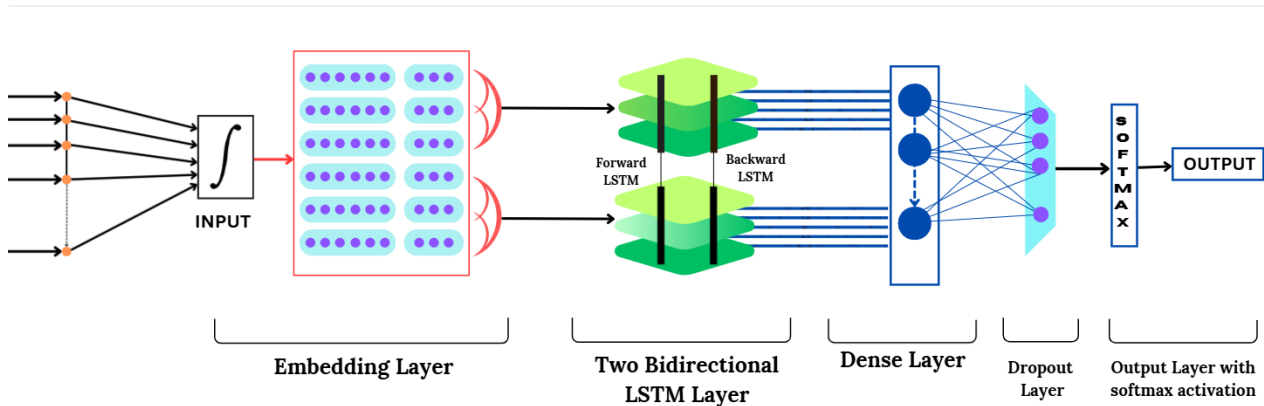 INPUT
Forward
LSTM
Backward
LSTM
SOFTMAX
OUTPUT
Embedding Layer
Two Bidirectional
LSTM Layer
Dense Layer
Dropout
Layer
Output Layer with
softmax activation